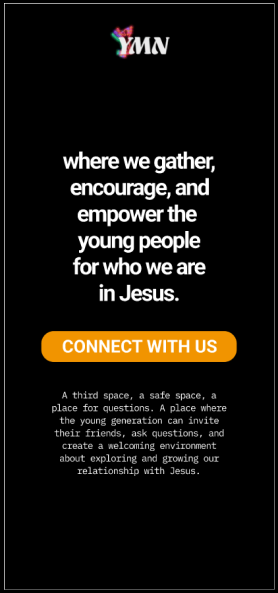 YMN
where we gather,
encourage, and
empower the
young people
for who we are
in Jesus.
CONNECT WITH US
A third space, a safe space, a
place for questions. A place where
the young generation can invite
their friends, ask questions, and
create a welcoming environment
about exploring and growing our
relationship with Jesus.